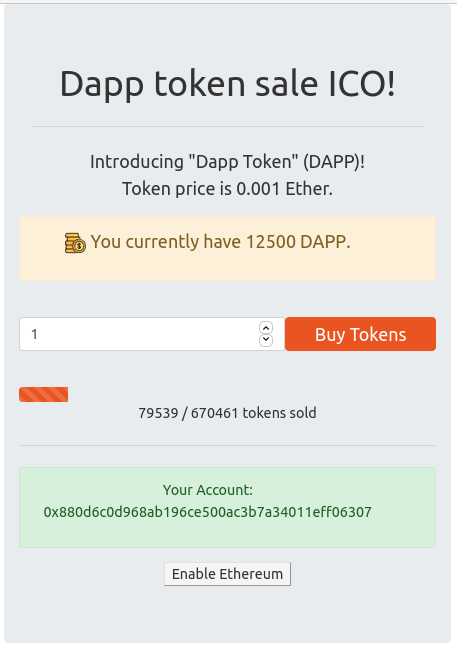 Dapp token sale ICO!
Introducing "Dapp Token" (DAPP)!
Token price is 0.001 Ether.
You currently have 12500 DAPP.
1
Buy Tokens
79539 / 670461 tokens sold
Your Account:
0x880d6c0d968ab196ce500ac3b7a34011eff06307
Enable Ethereum